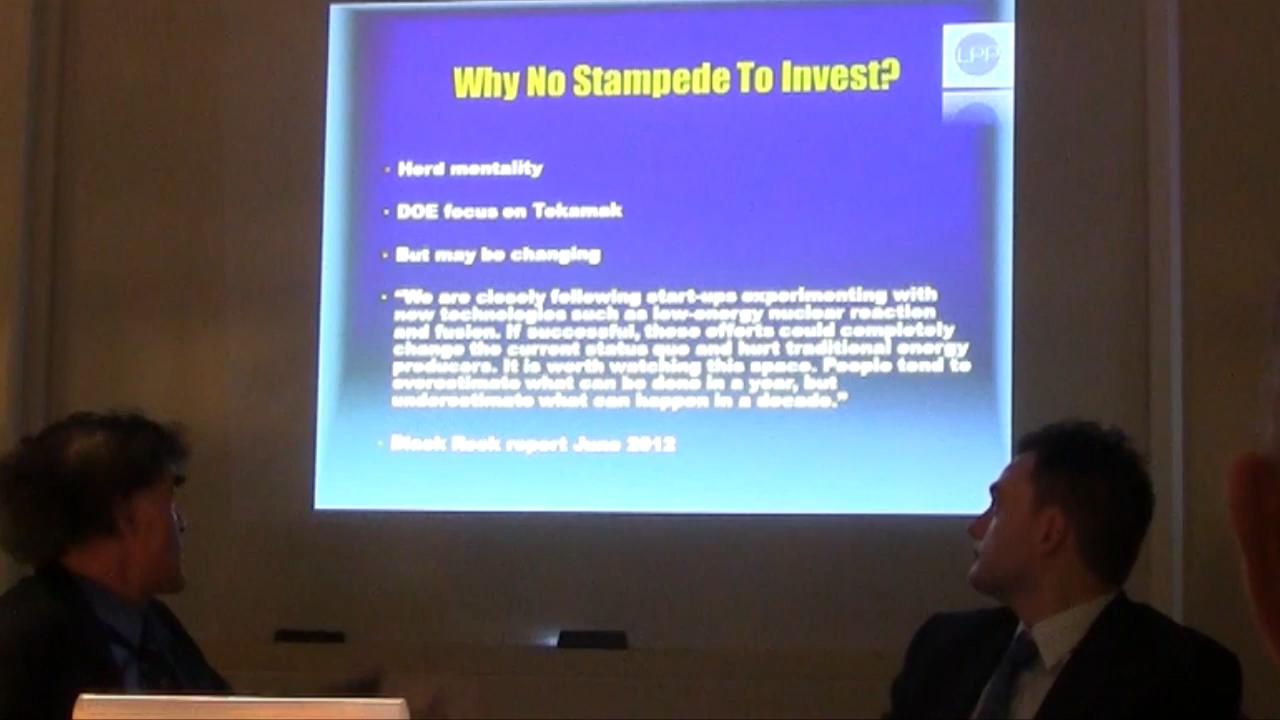 LPP
Why No Stampede To Invest?
• Herd mentality
• DOE focus on Tokamak
• But may be changing
• "We are closely following start-ups experimenting with
new technologies such as low-energy nuclear reaction
and fusion. If successful, these efforts could completely
change the current status quo and hurt traditional energy
producers. It is worth watching this space. People tend to
overestimate what can be done in a year, but
underestimate what can happen in a decade."
• Black Rock report June 2012